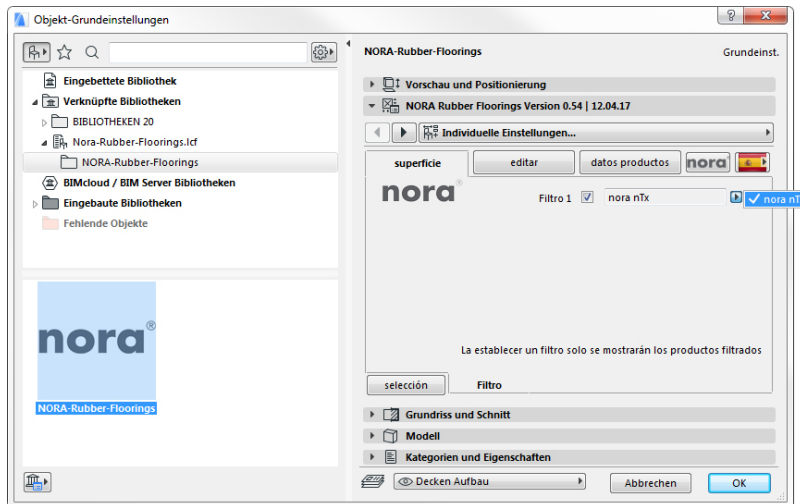 Objekt-Grundeinstellungen
Eingebettete Bibliothek
Verknüpfte Bibliotheken
BIBLIOTHEKEN 20
Nora-Rubber-Floorings.lcf
NORA-Rubber-Floorings
BIMcloud / BIM Server Bibliotheken
Eingebaute Bibliotheken
Fehlende Objekte
nora®
NORA-Rubber-Floorings
NORA-Rubber-Floorings
Grundeinst.
Vorschau und Positionierung
NORA Rubber Floorings Version 0.54 | 12.04.17
Individuelle Einstellungen...
superficie
editar
datos productos
nora
nora®
Filtro 1
nora nTx
nora nTx
La establecer un filtro solo se mostrarán los productos filtrados
selección
Filtro
Grundriss und Schnitt
Modell
Kategorien und Eigenschaften
Decken Aufbau
Abbrechen
OK